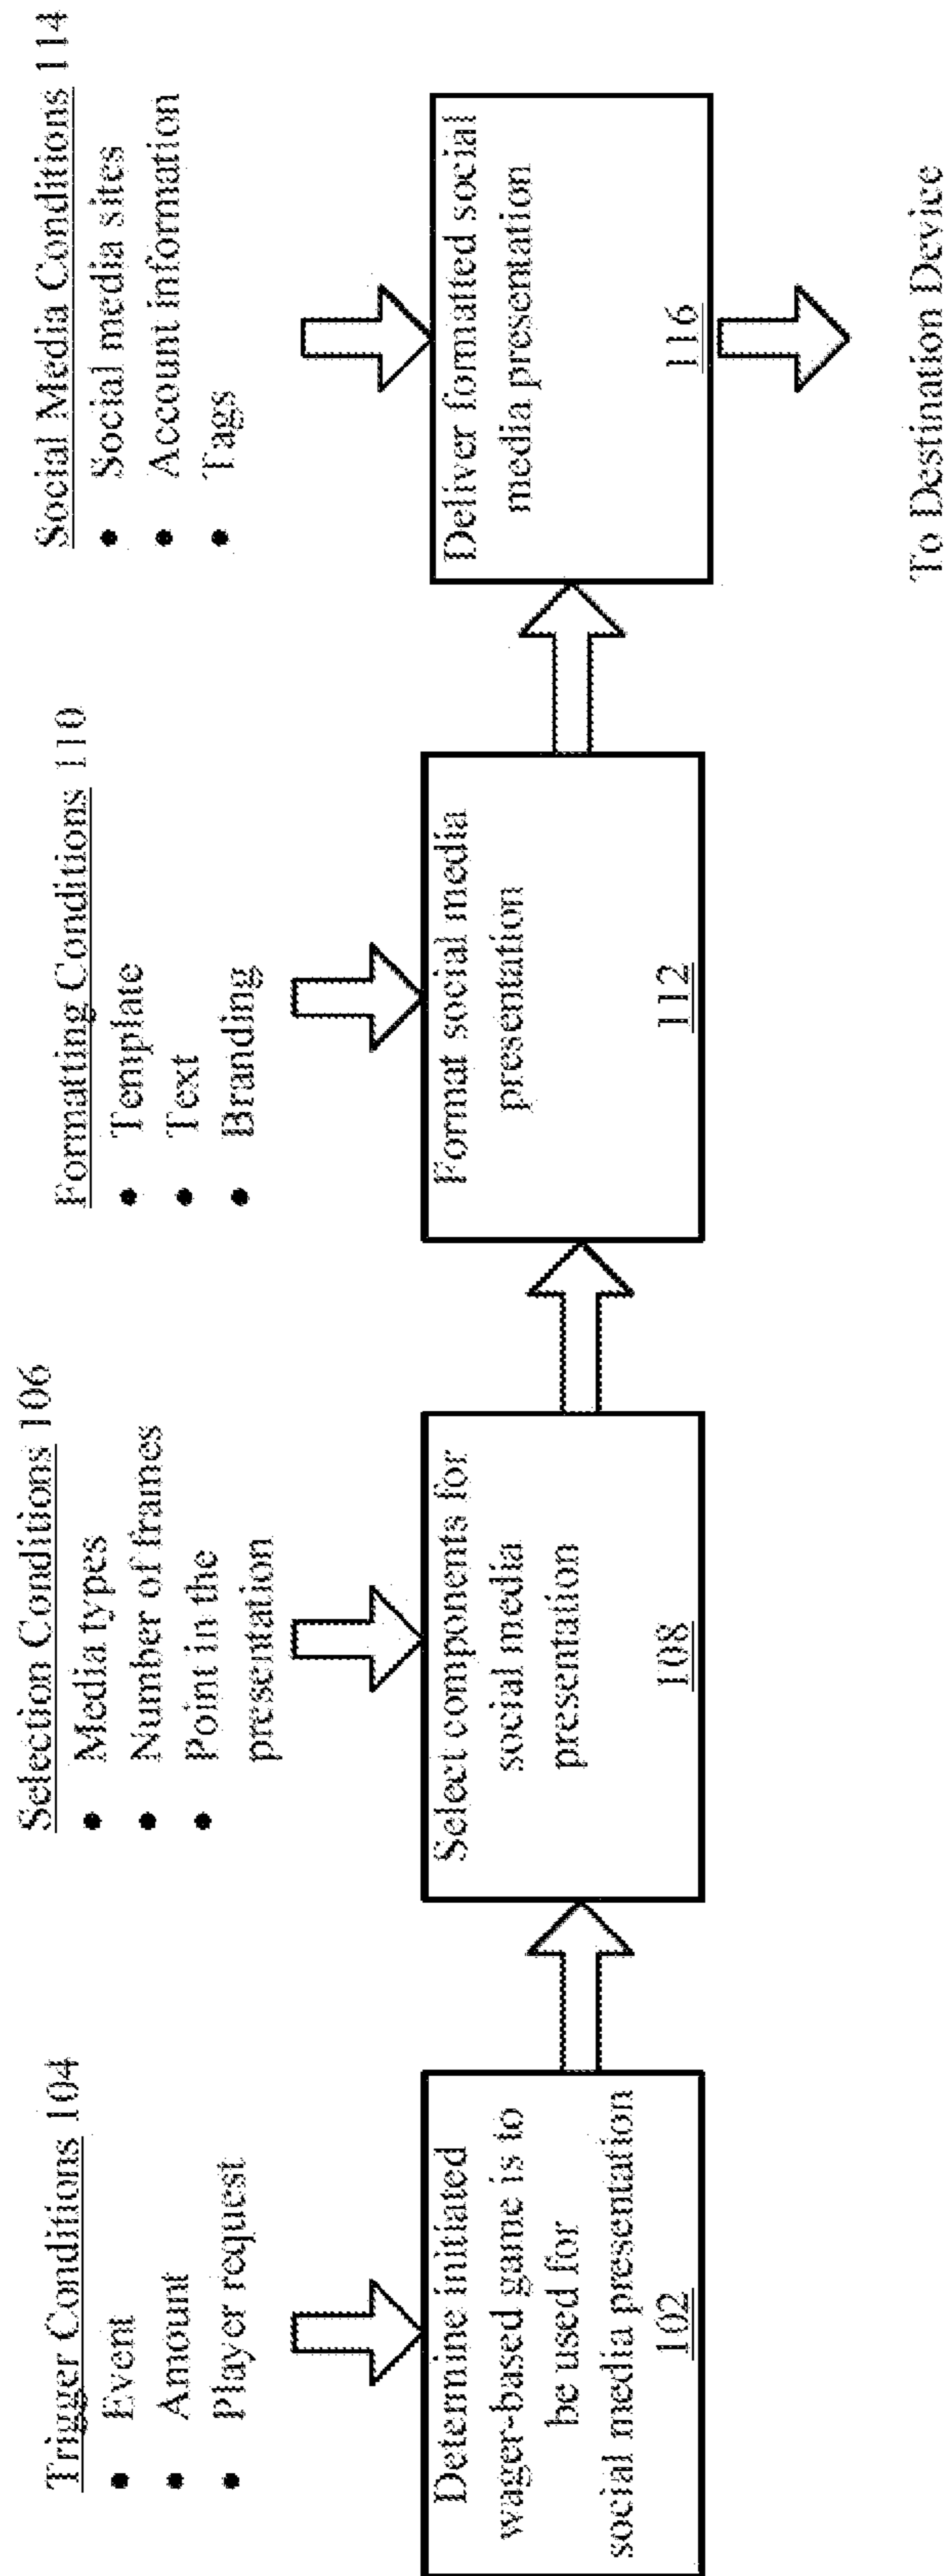 Trigger Conditions 104
• Event
• Amount
• Player request
Determine initiated
wager-based game is to
be used for
social media presentation
102
Selection Conditions 106
• Media types
• Number of frames
• Point in the
presentation
Select components for
social media
presentation
108
Formatting Conditions 110
• Template
• Text
• Branding
Format social media
presentation
112
Social Media Conditions 114
• Social media sites
• Account information
• Tags
Deliver formatted social
media presentation
116
To Destination Device